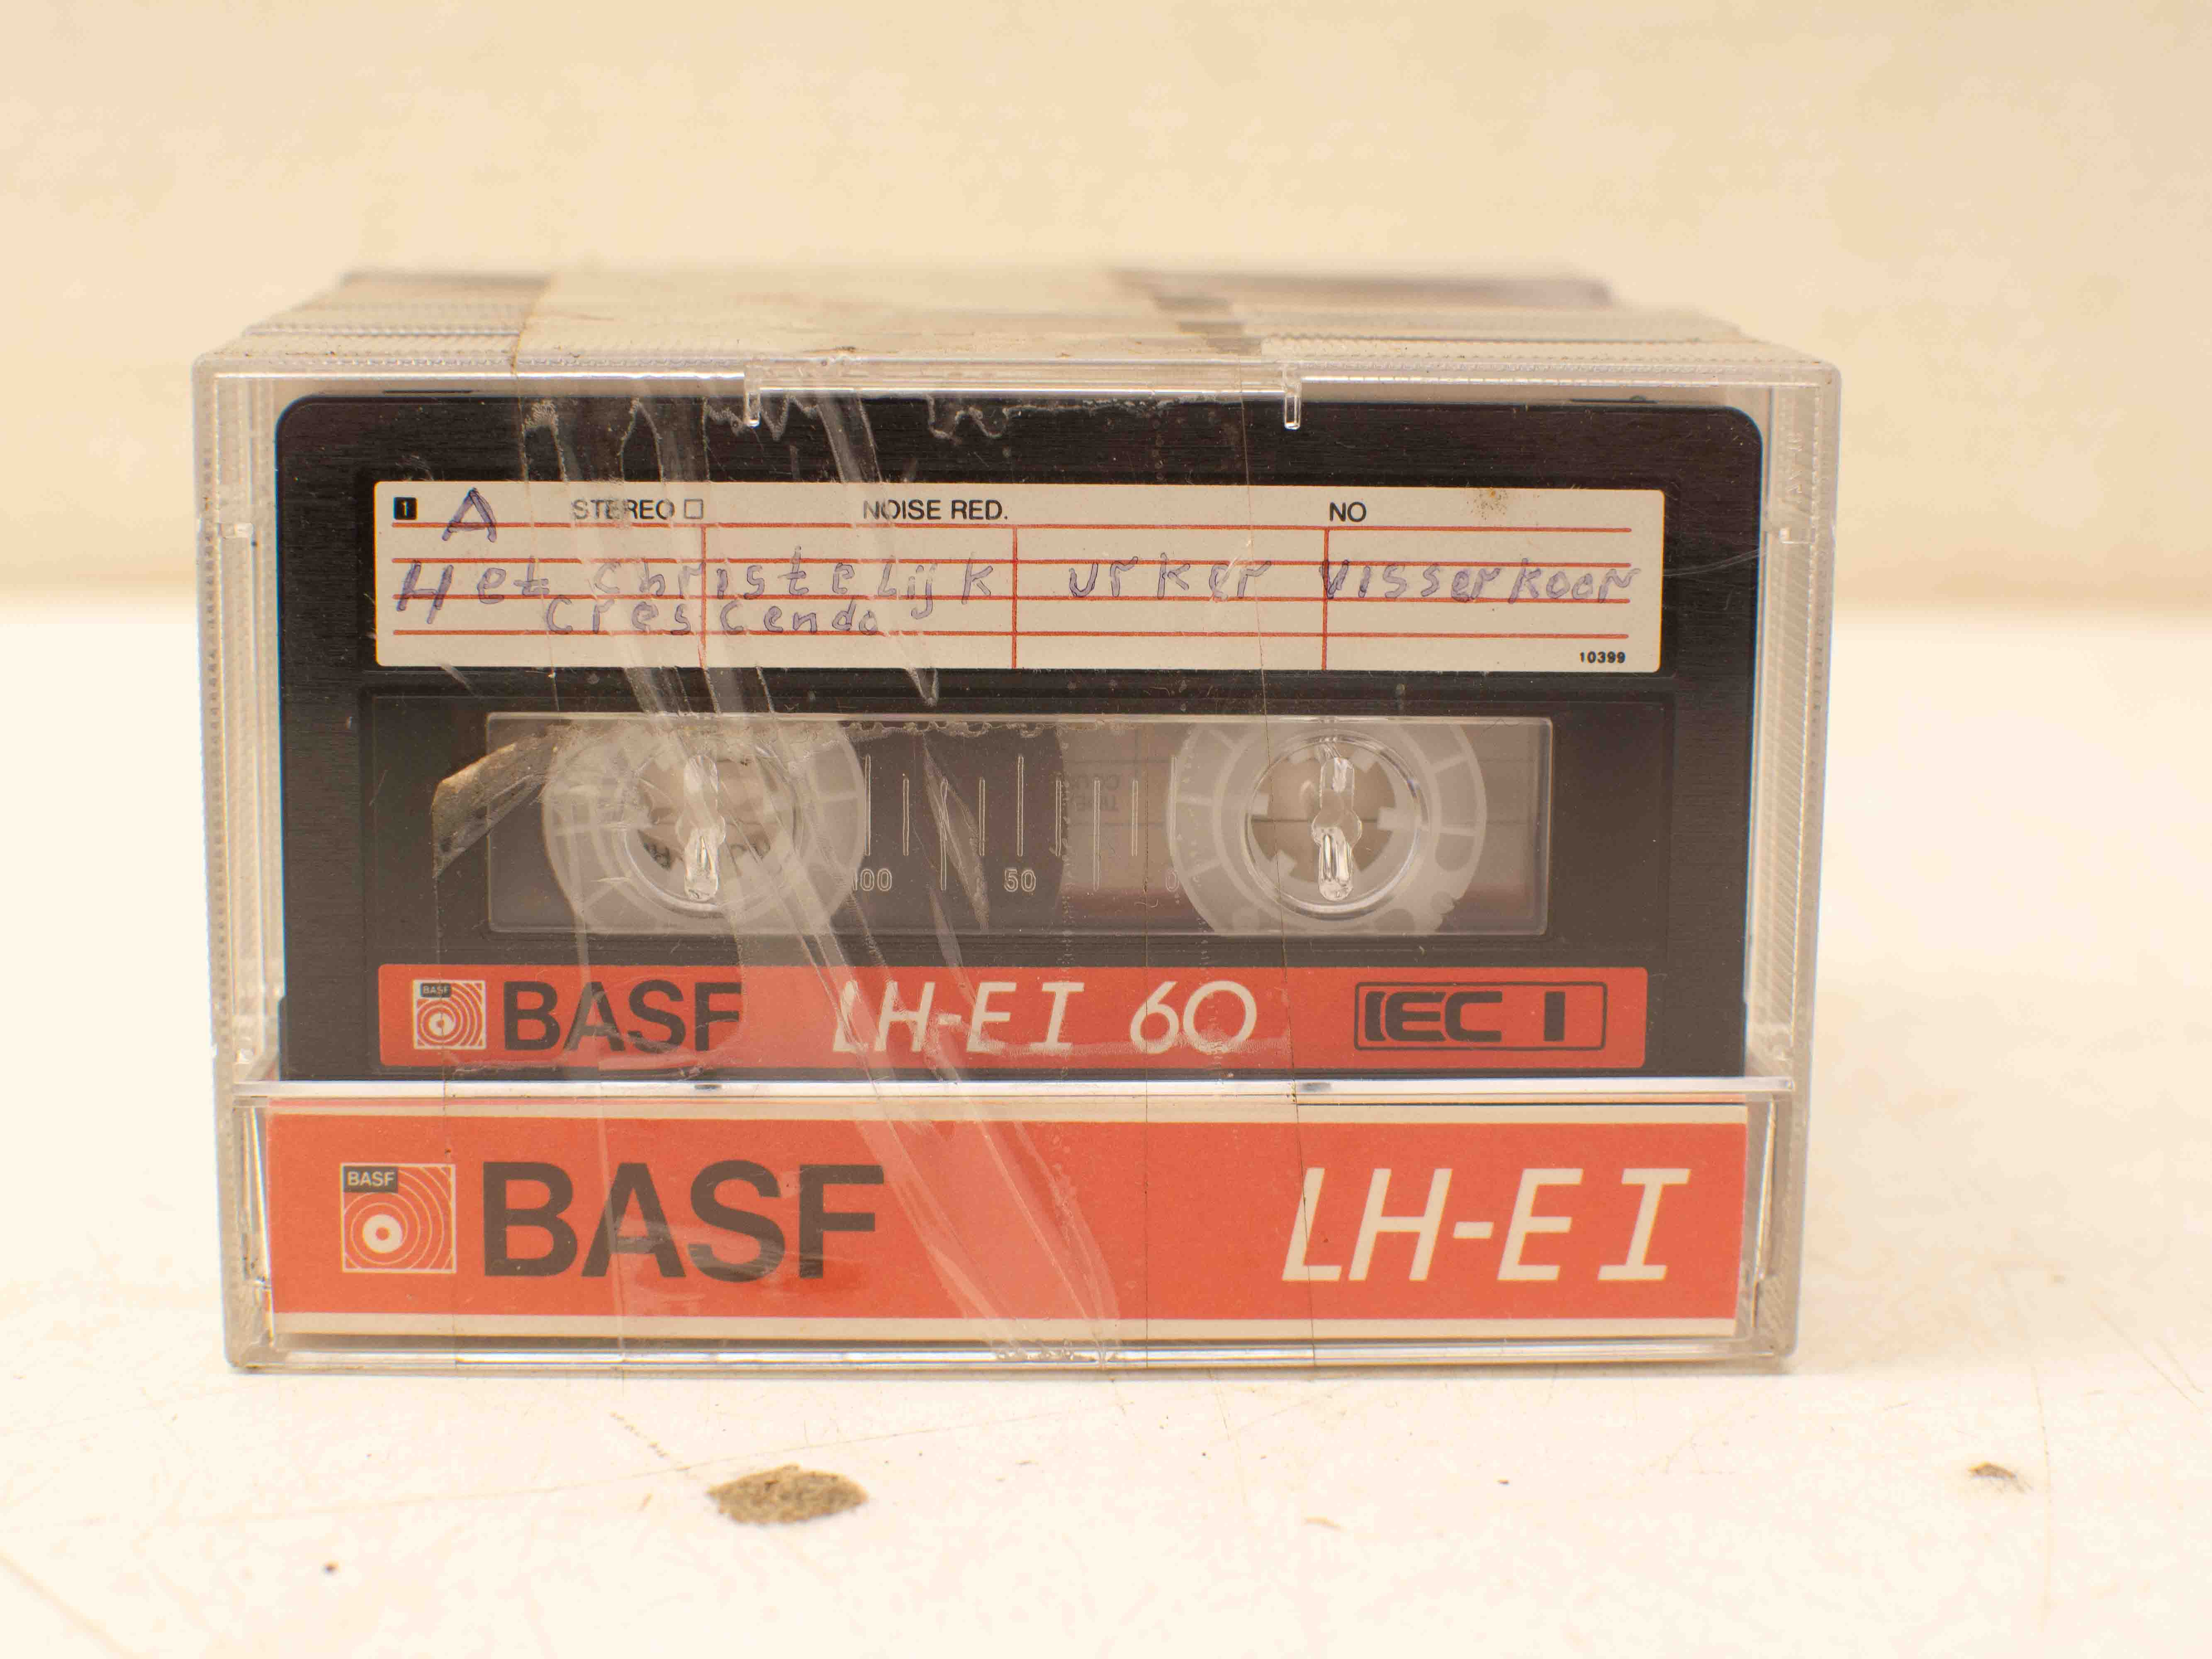 1 A STEREO NOISE RED. NO
Het christelijk urker visserkoor
crescendo
10399
100 50 0
BASF BASF LH-E I 60 IEC I
BASF BASF LH-E I